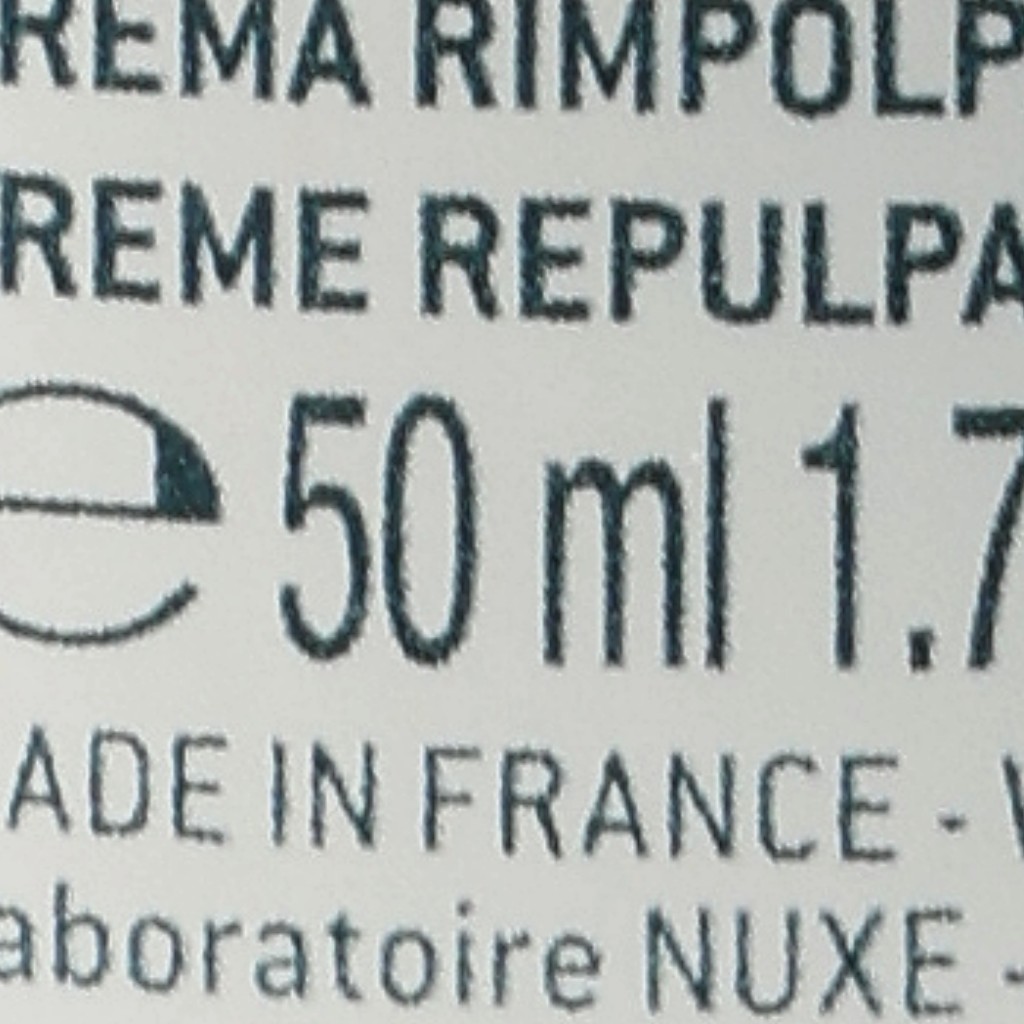 REMA RIMPOLP
REME REPULPA
℮ 50 ml 1.7
ADE IN FRANCE -
aboratoire NUXE -